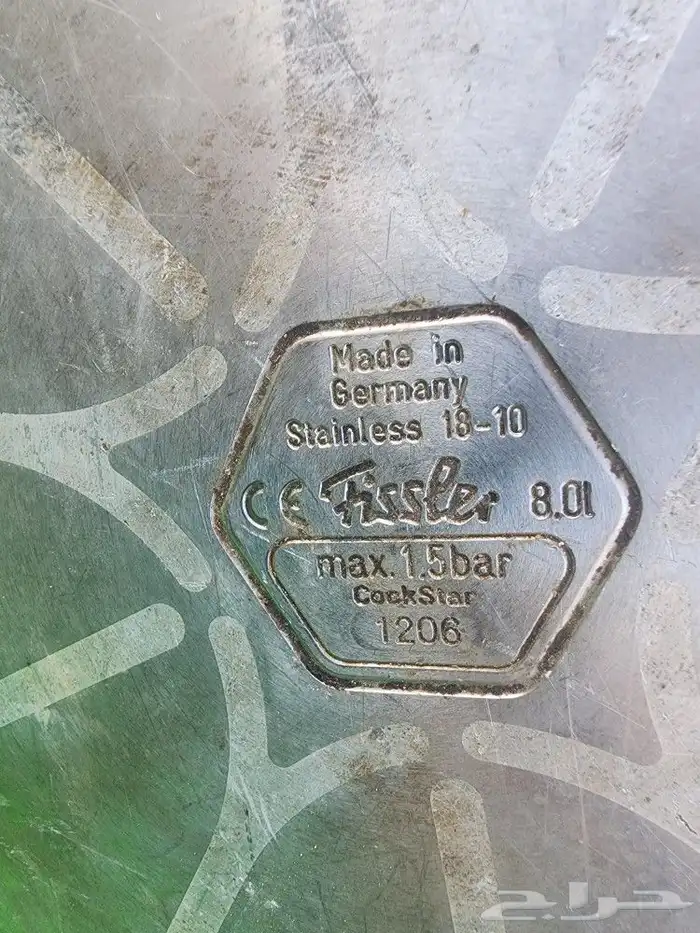 Made in
Germany
Stainless 18-10
CE Fissler 8.0l
max.1.5bar
CookStar
1206
حراج